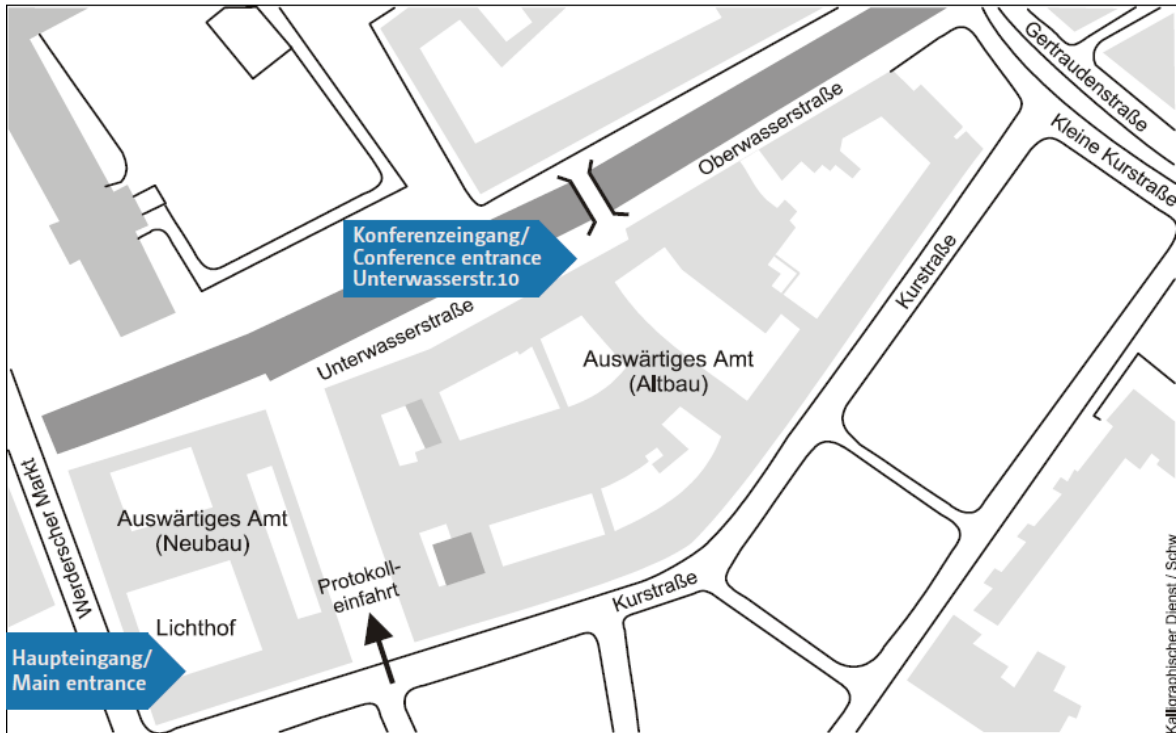 Gertraudenstraße
Kleine Kurstraße
Oberwasserstraße
Konferenzeingang/
Conference entrance
Unterwasserstr.10
Kurstraße
Unterwasserstraße
Auswärtiges Amt
(Altbau)
Werderscher Markt
Auswärtiges Amt
(Neubau)
Protokoll-
einfahrt
Kurstraße
Lichthof
Haupteingang/
Main entrance
Kalligraphischer Dienst / Schw